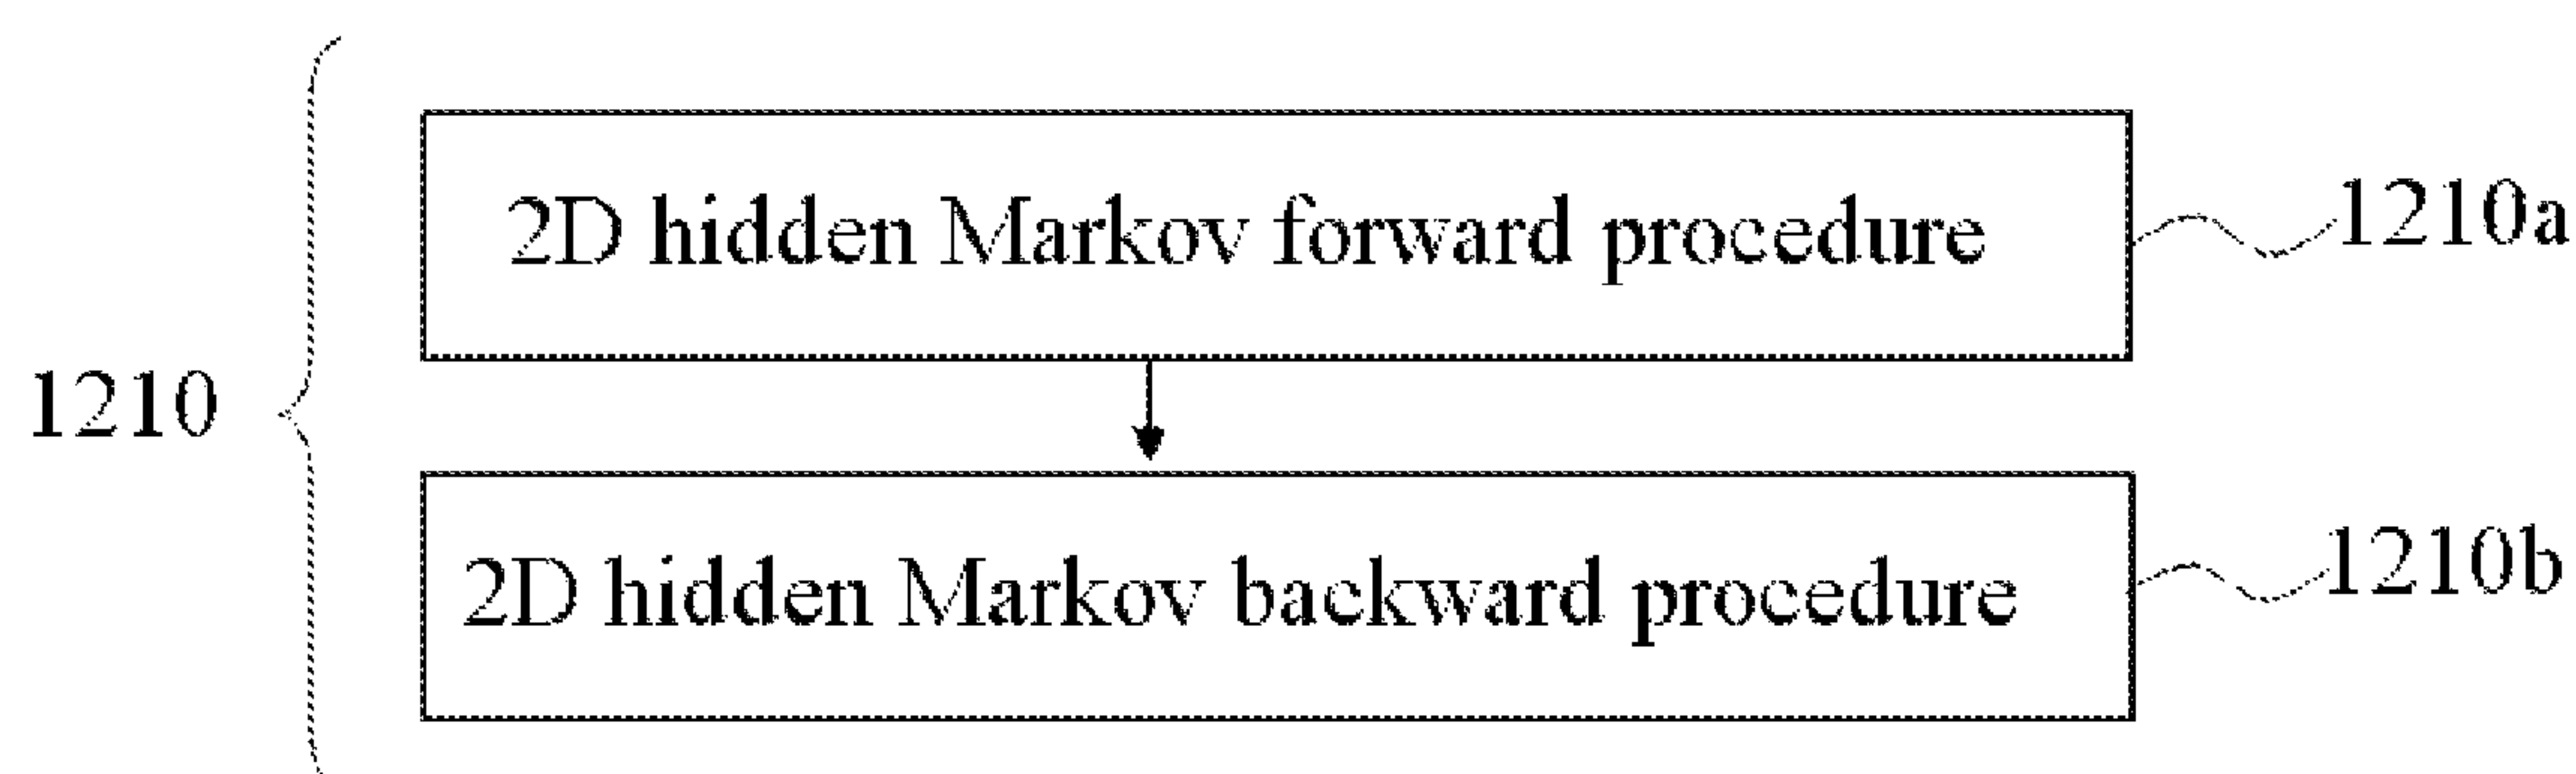 2D hidden Markov forward procedure
1210a
1210
2D hidden Markov backward procedure
1210b